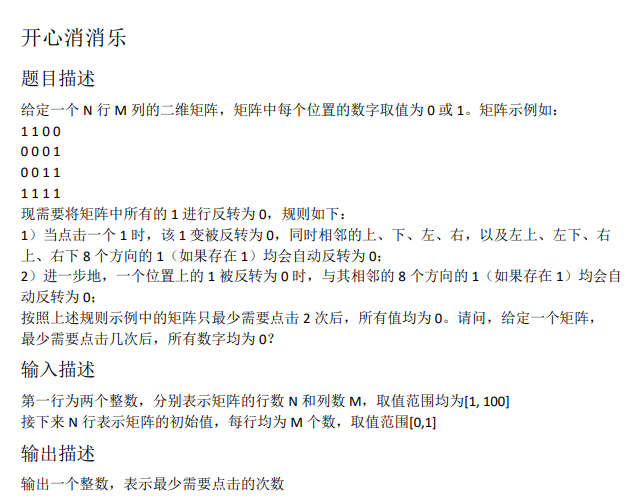 开心消消乐
题目描述
给定一个 N 行 M 列的二维矩阵，矩阵中每个位置的数字取值为 0 或 1。矩阵示例如：
1 1 0 0
0 0 0 1
0 0 1 1
1 1 1 1
现需要将矩阵中所有的 1 进行反转为 0，规则如下：
1）当点击一个 1 时，该 1 变被反转为 0，同时相邻的上、下、左、右，以及左上、左下、右
上、右下 8 个方向的 1（如果存在 1）均会自动反转为 0；
2）进一步地，一个位置上的 1 被反转为 0 时，与其相邻的 8 个方向的 1（如果存在 1）均会自
动反转为 0；
按照上述规则示例中的矩阵只最少需要点击 2 次后，所有值均为 0。请问，给定一个矩阵，
最少需要点击几次后，所有数字均为 0？
输入描述
第一行为两个整数，分别表示矩阵的行数 N 和列数 M，取值范围均为[1, 100]
接下来 N 行表示矩阵的初始值，每行均为 M 个数，取值范围[0,1]
输出描述
输出一个整数，表示最少需要点击的次数